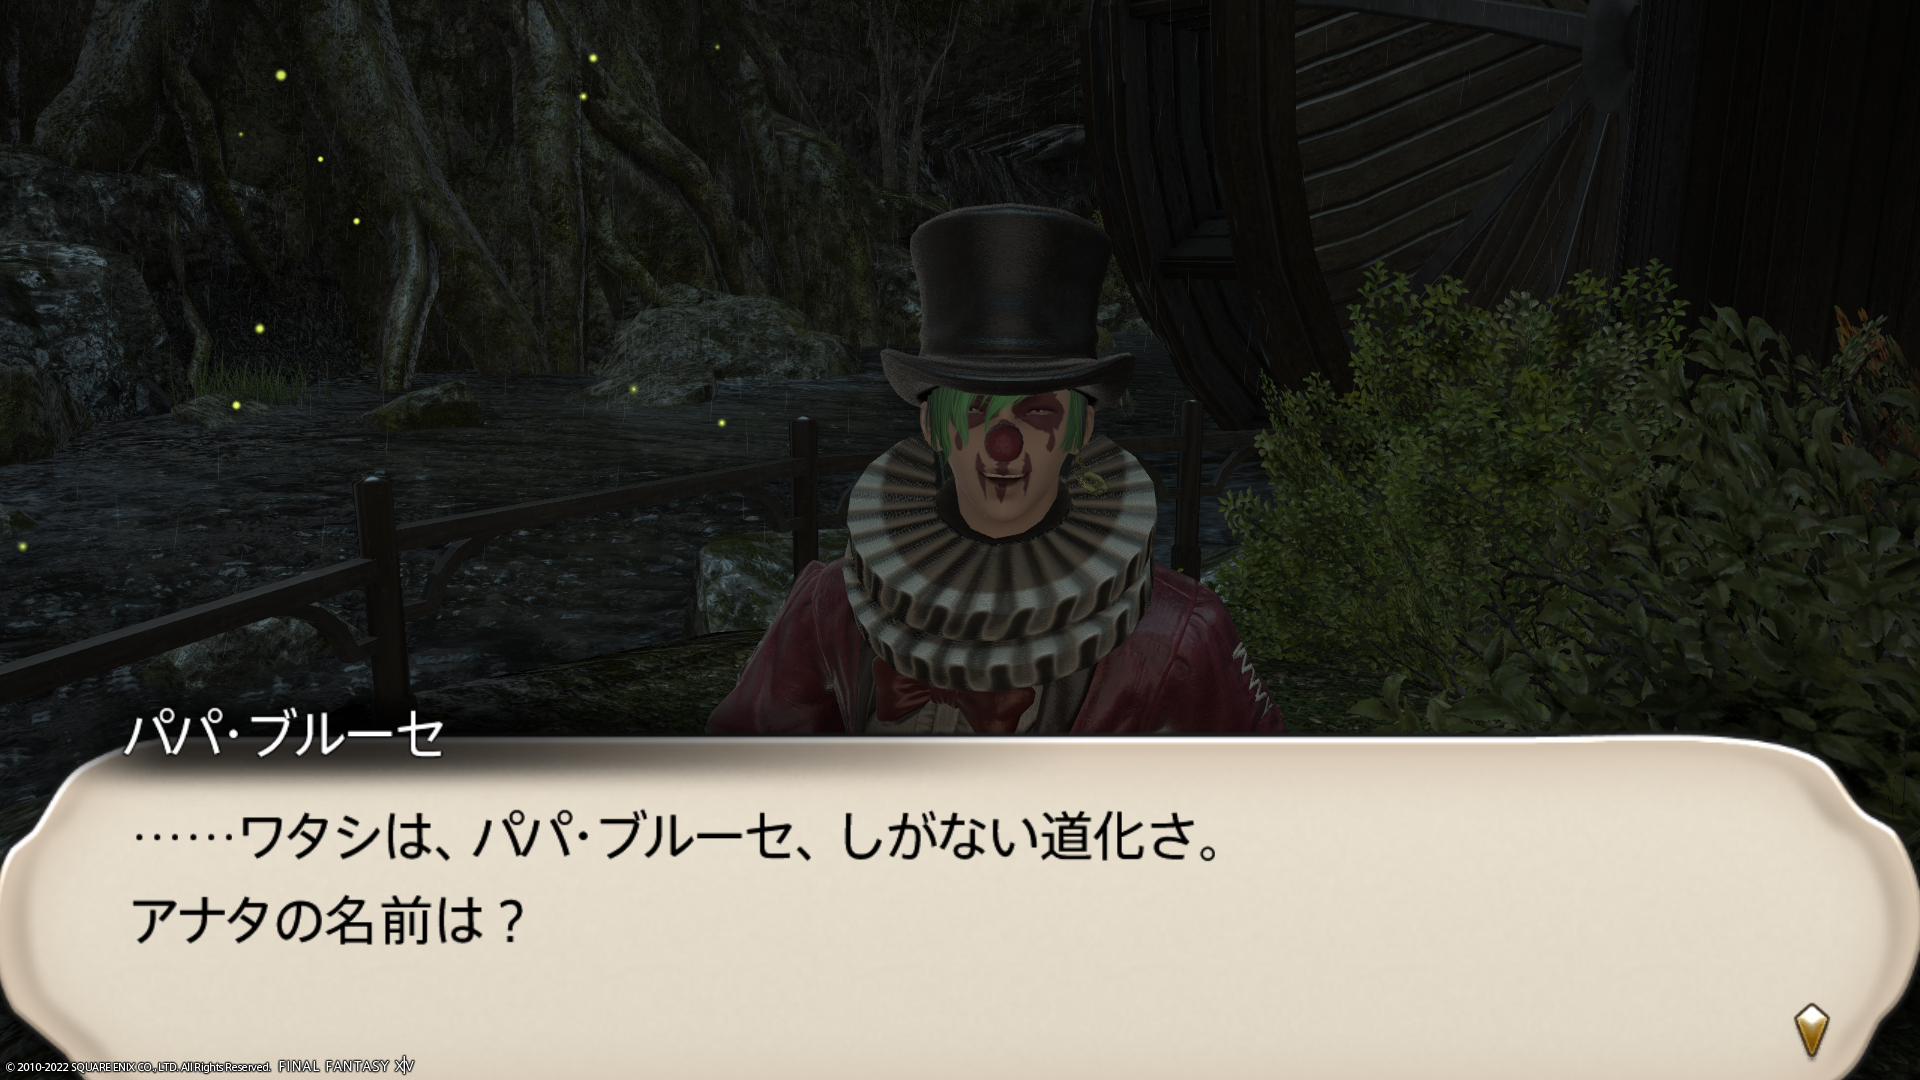 パパ・ブルーセ
……ワタシは、パパ・ブルーセ、しがない道化さ。
アナタの名前は？
© 2010-2022 SQUARE ENIX CO., LTD. All Rights Reserved. FINAL FANTASY XIV